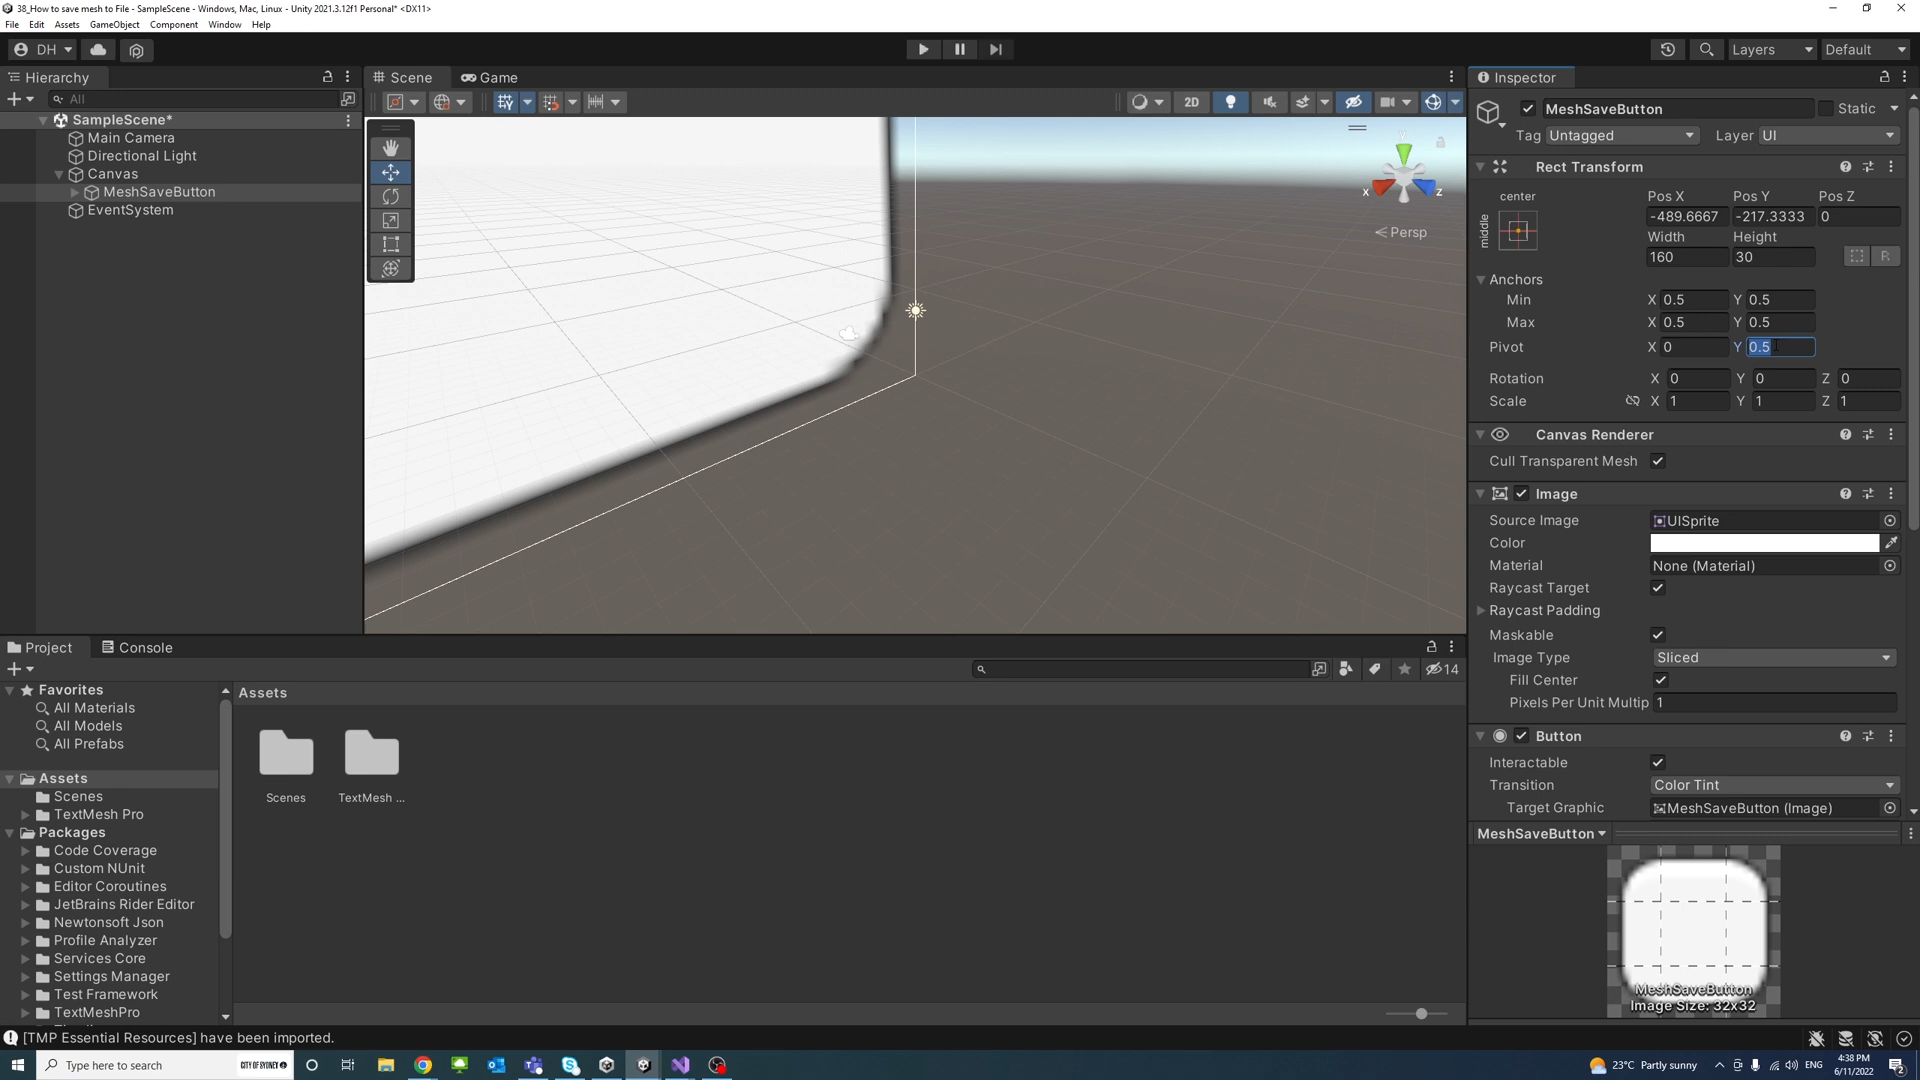 38_How to save mesh to File - SampleScene - Windows, Mac, Linux - Unity 2021.3.12f1 Personal* <DX11>
File Edit Assets GameObject Component Window Help
DH Layers Default
Hierarchy Scene Game Inspector
All 2D
SampleScene*
Main Camera
Directional Light
Canvas
MeshSaveButton
EventSystem
y
x z
Persp
MeshSaveButton Static
Tag Untagged Layer UI
Rect Transform
center Pos X Pos Y Pos Z
middle -489.6667 -217.3333 0
Width Height
160 30 R
Anchors
Min X 0.5 Y 0.5
Max X 0.5 Y 0.5
Pivot X 0 Y 0.5
Rotation X 0 Y 0 Z 0
Scale X 1 Y 1 Z 1
Canvas Renderer
Cull Transparent Mesh
Image
Source Image UISprite
Color
Material None (Material)
Raycast Target
Raycast Padding
Maskable
Image Type Sliced
Fill Center
Pixels Per Unit Multip 1
Button
Interactable
Transition Color Tint
Target Graphic MeshSaveButton (Image)
MeshSaveButton
MeshSaveButton
Image Size: 32x32
Project Console
14
Favorites
All Materials
All Models
All Prefabs
Assets
Scenes
TextMesh Pro
Packages
Code Coverage
Custom NUnit
Editor Coroutines
JetBrains Rider Editor
Newtonsoft Json
Profile Analyzer
Services Core
Settings Manager
Test Framework
TextMeshPro
Assets
Scenes TextMesh ...
[TMP Essential Resources] have been imported.
Type here to search CITY OF SYDNEY 23°C Partly sunny ENG 4:38 PM
6/11/2022 2